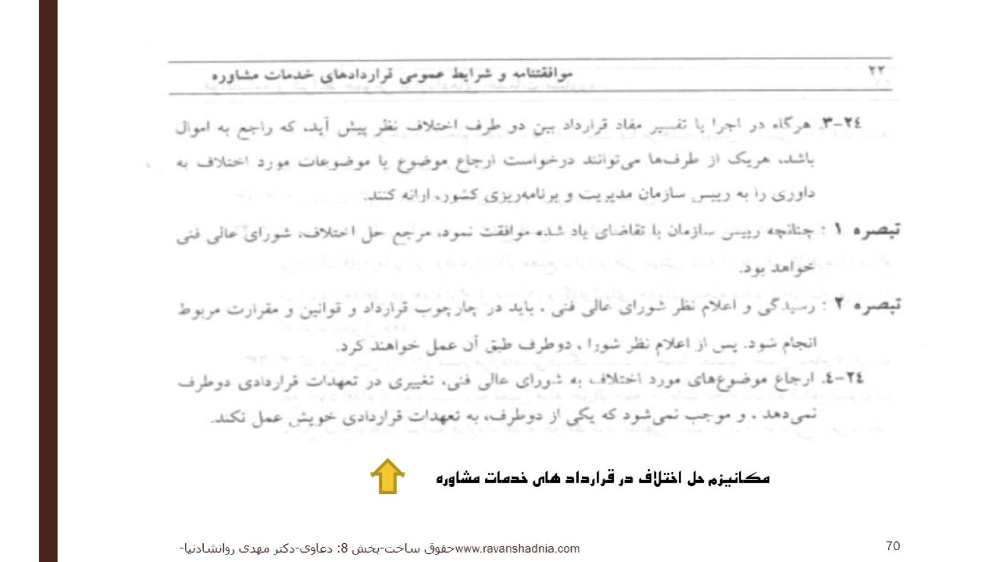 موافقتنامه و شرایط عمومی قراردادهای خدمات مشاوره ۲۲
۳-۲٤. هرگاه در اجرا یا تفسیر مفاد قرارداد بین دو طرف اختلاف نظر پیش آید، که راجع به اموال
باشد، هریک از طرف‌ها می‌توانند درخواست ارجاع موضوع یا موضوعات مورد اختلاف به
داوری را به رییس سازمان مدیریت و برنامه‌ریزی کشور، ارائه کنند.
تبصره ۱ : چنانچه رییس سازمان با تقاضای یاد شده موافقت نمود، مرجع حل اختلاف، شورای عالی فنی
خواهد بود.
تبصره ۲ : رسیدگی و اعلام نظر شورای عالی فنی ، باید در چارچوب قرارداد و قوانین و مقرارت مربوط
انجام شود. پس از اعلام نظر شورا ، دوطرف طبق آن عمل خواهند کرد.
٤-۲٤. ارجاع موضوع‌های مورد اختلاف به شورای عالی فنی، تغییری در تعهدات قراردادی دوطرف
نمی‌دهد ، و موجب نمی‌شود که یکی از دوطرف، به تعهدات قراردادی خویش عمل نکند.
مکانیزم حل اختلاف در قرارداد های خدمات مشاوره
حقوق ساخت-بخش 8: دعاوی-دکتر مهدی روانشادنیا-www.ravanshadnia.com
70